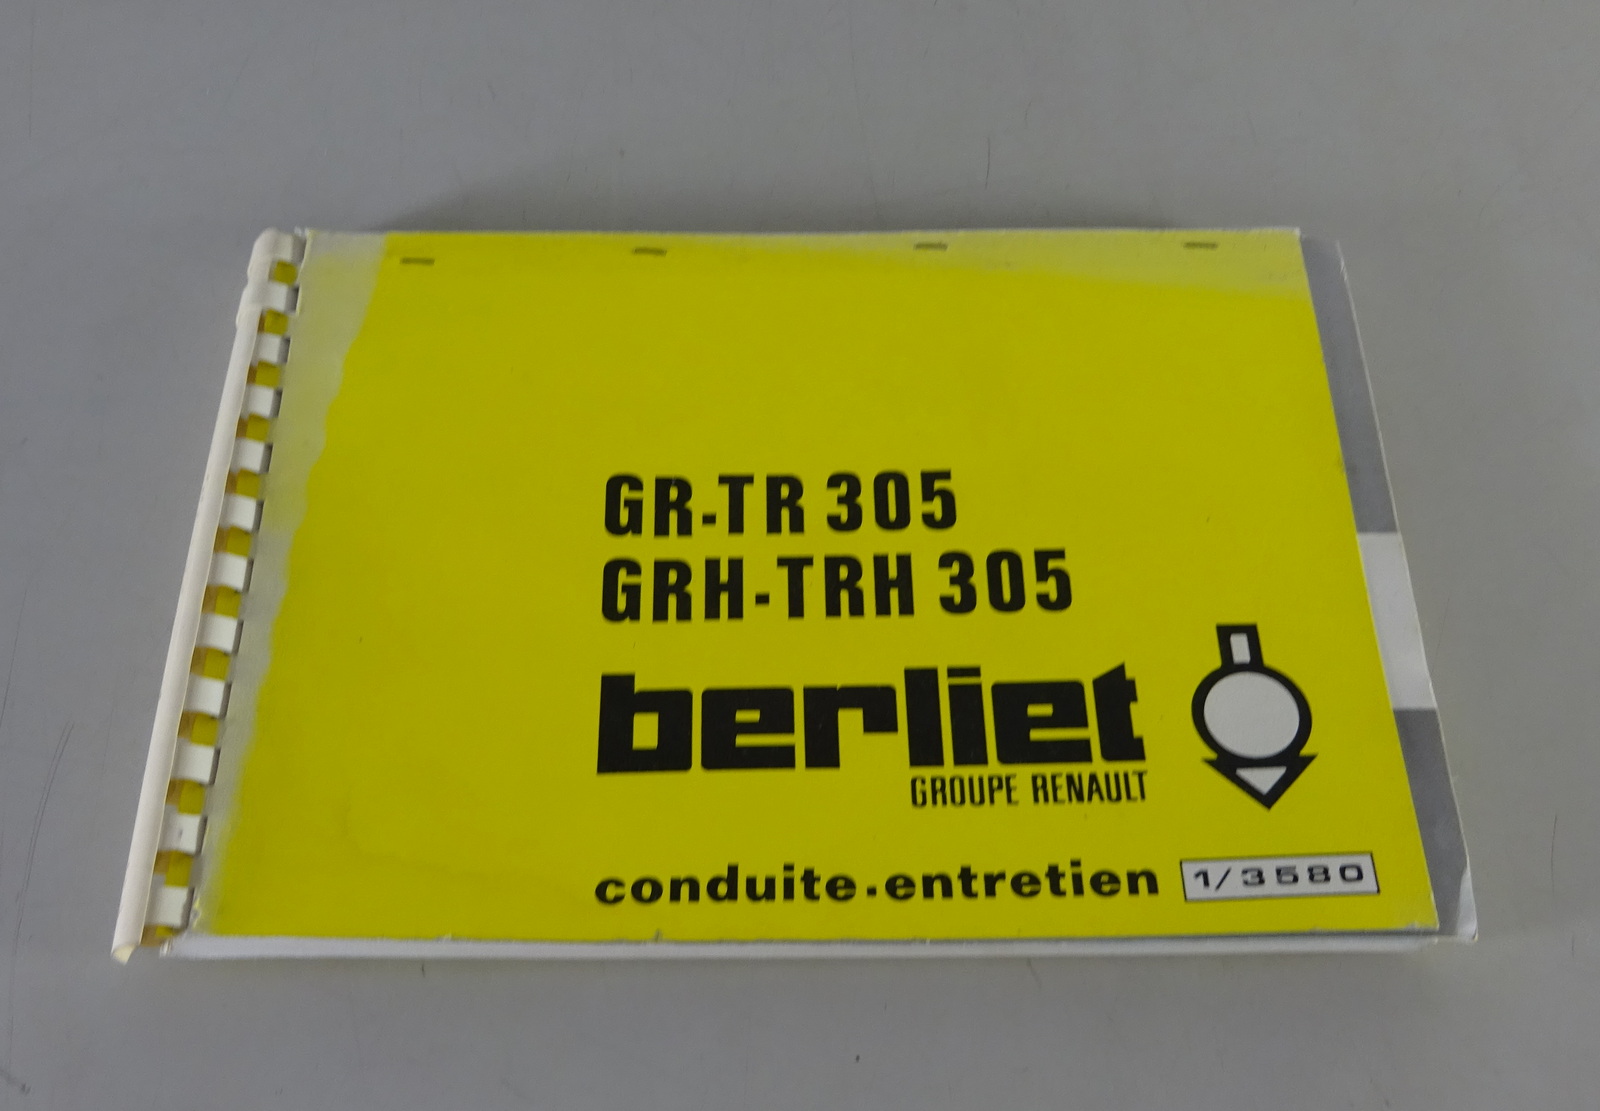 GR-TR 305
GRH-TRH 305
berliet
GROUPE RENAULT
conduite.entretien 1/3580